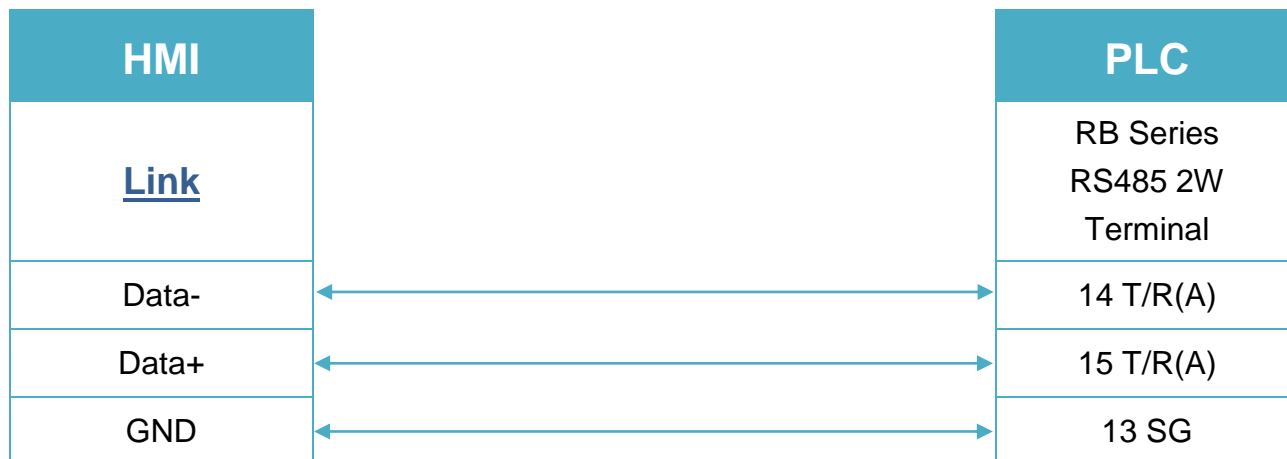 HMI PLC
Link
RB Series
RS485 2W
Terminal
Data- 14 T/R(A)
Data+ 15 T/R(A)
GND 13 SG